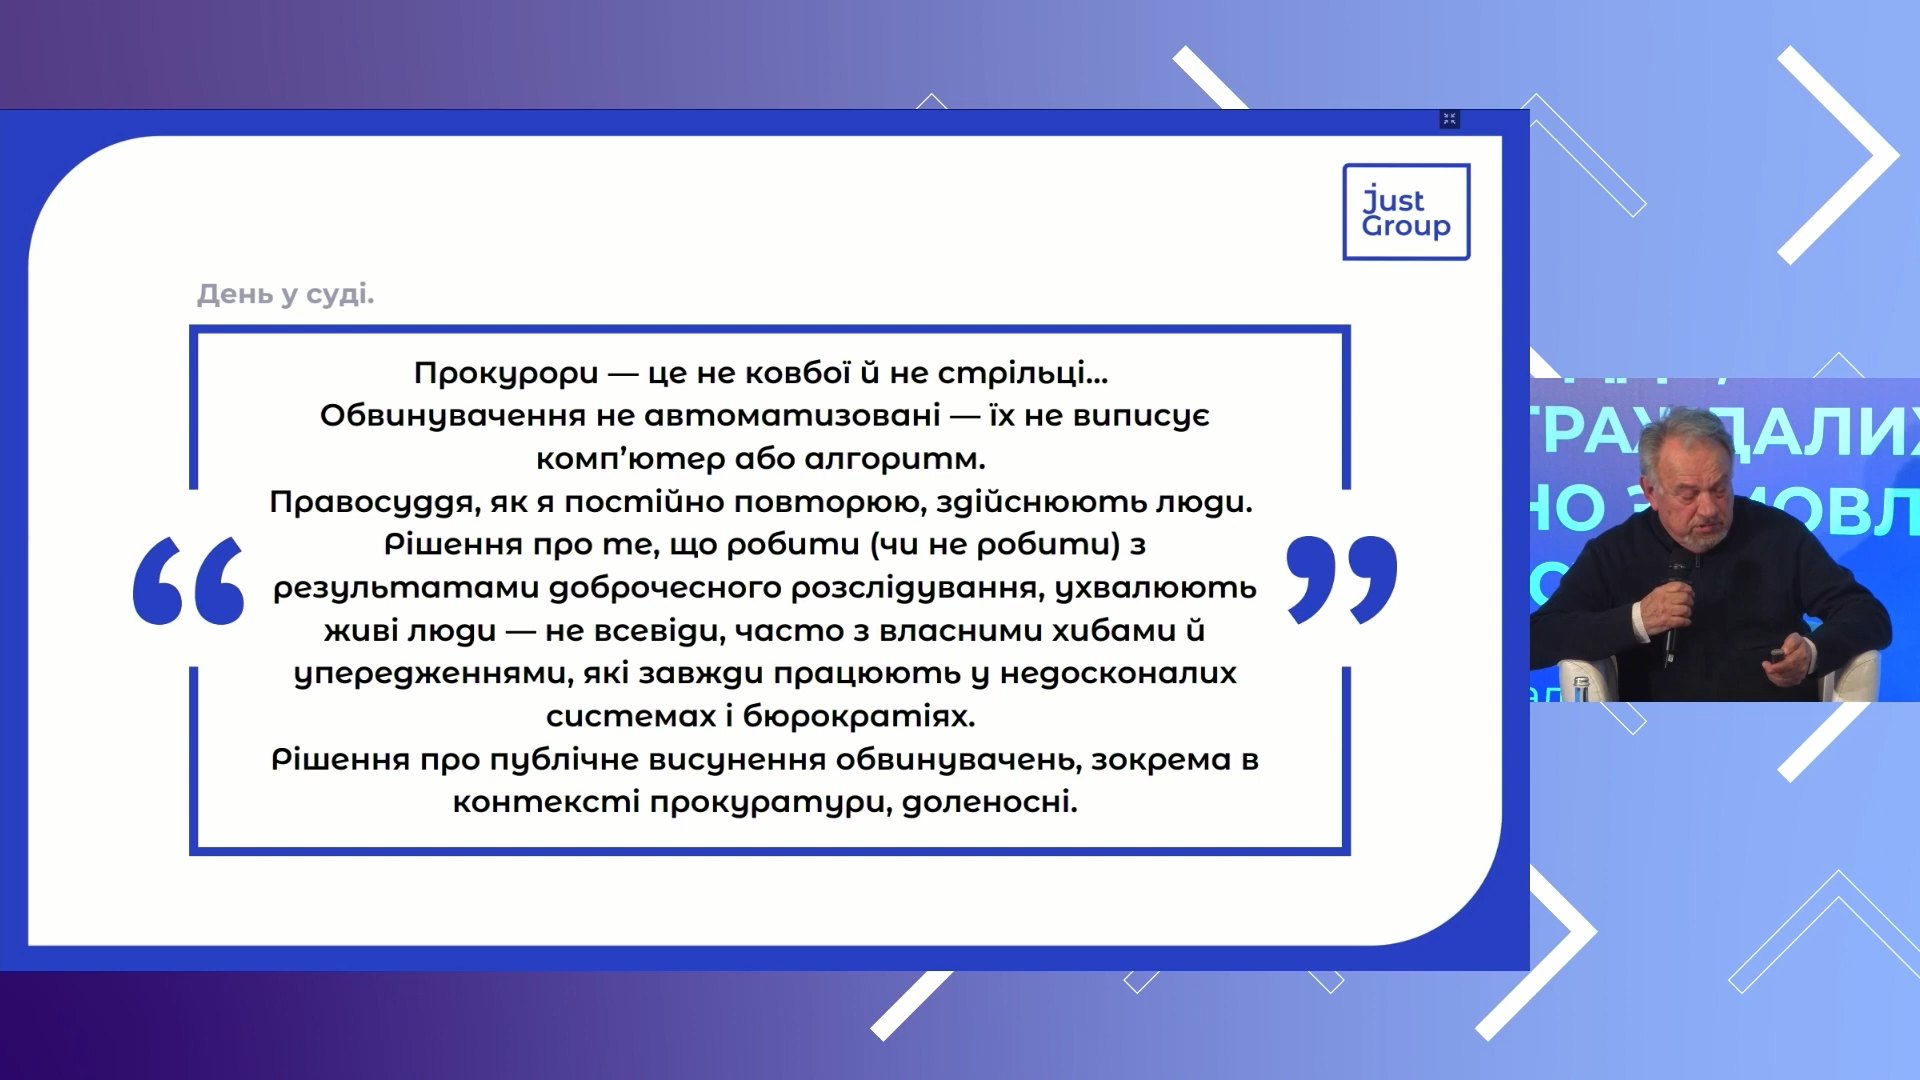 just
Group
День у суді.
Прокурори — це не ковбої й не стрільці...
Обвинувачення не автоматизовані — їх не виписує
комп’ютер або алгоритм.
Правосуддя, як я постійно повторюю, здійснюють люди.
Рішення про те, що робити (чи не робити) з
результатами доброчесного розслідування, ухвалюють
живі люди — не всевіди, часто з власними хибами й
упередженнями, які завжди працюють у недосконалих
системах і бюрократіях.
Рішення про публічне висунення обвинувачень, зокрема в
контексті прокуратури, доленосні.